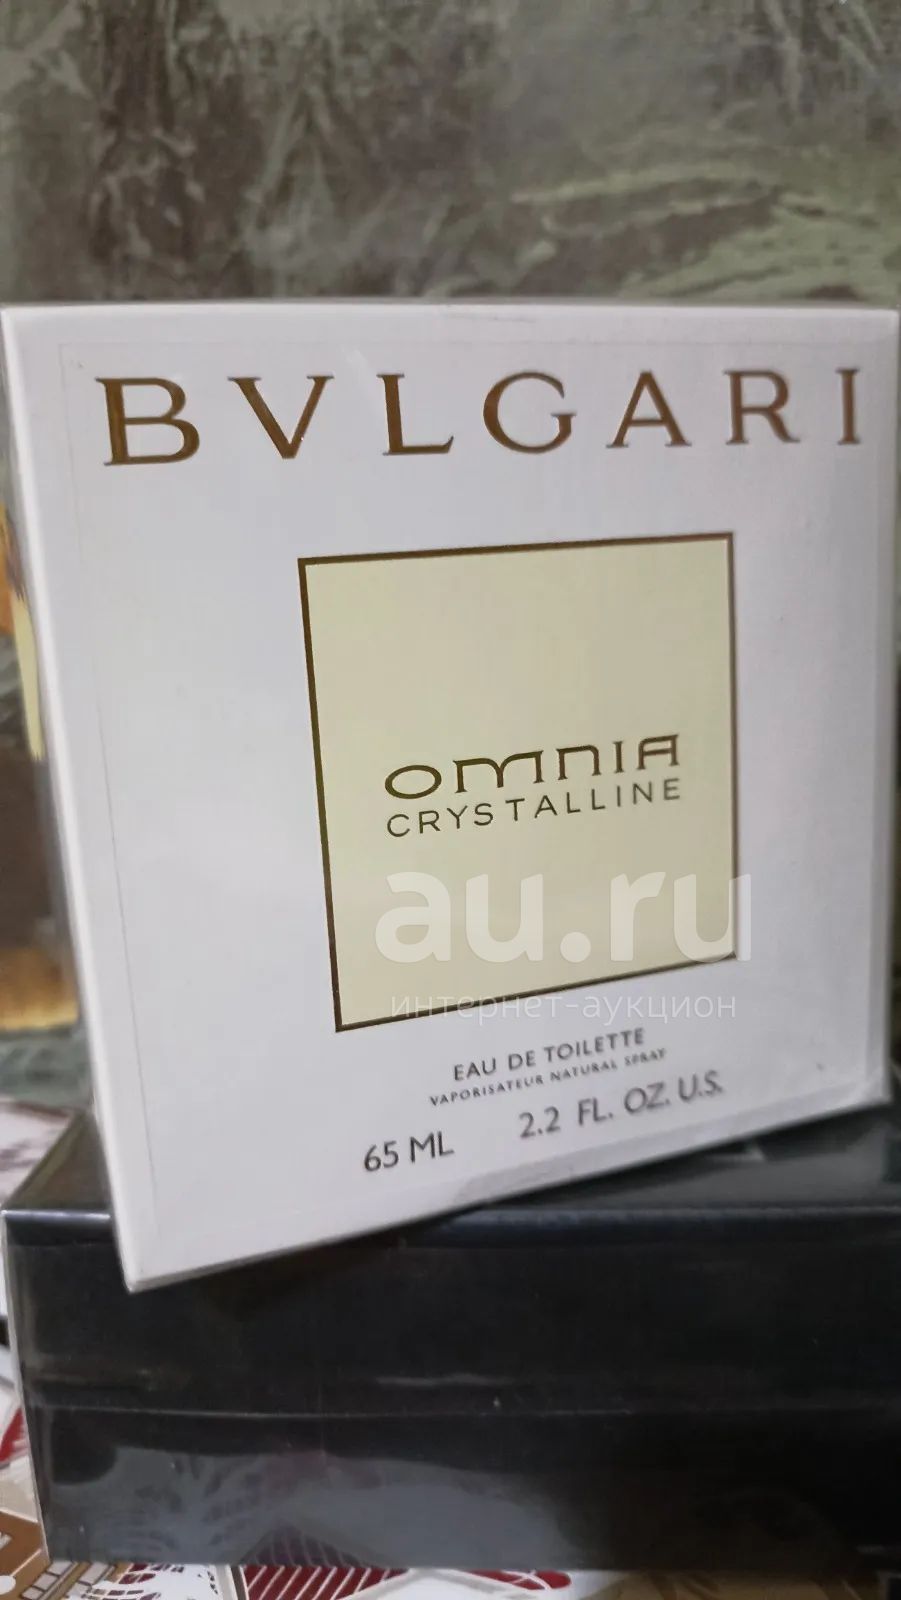 BVLGARI
OMNIA
CRYSTALLINE
au.ru
интернет-аукцион
EAU DE TOILETTE
VAPORISATEUR NATURAL SPRAY
65 ML 2.2 FL. OZ. U.S.